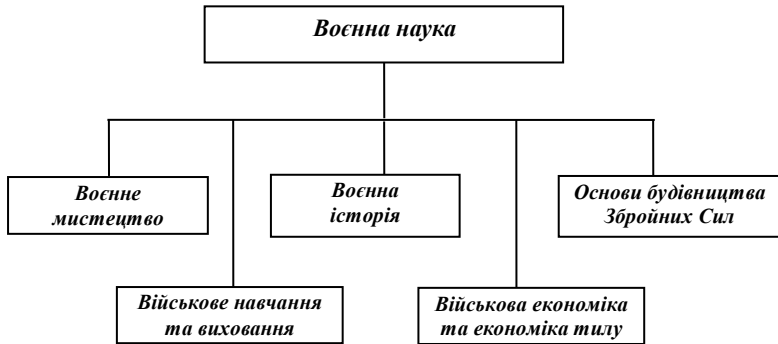 Воєнна наука
Воєнне
мистецтво
Воєнна
історія
Основи будівництва
Збройних Сил
Військове навчання
та виховання
Військова економіка
та економіка тилу